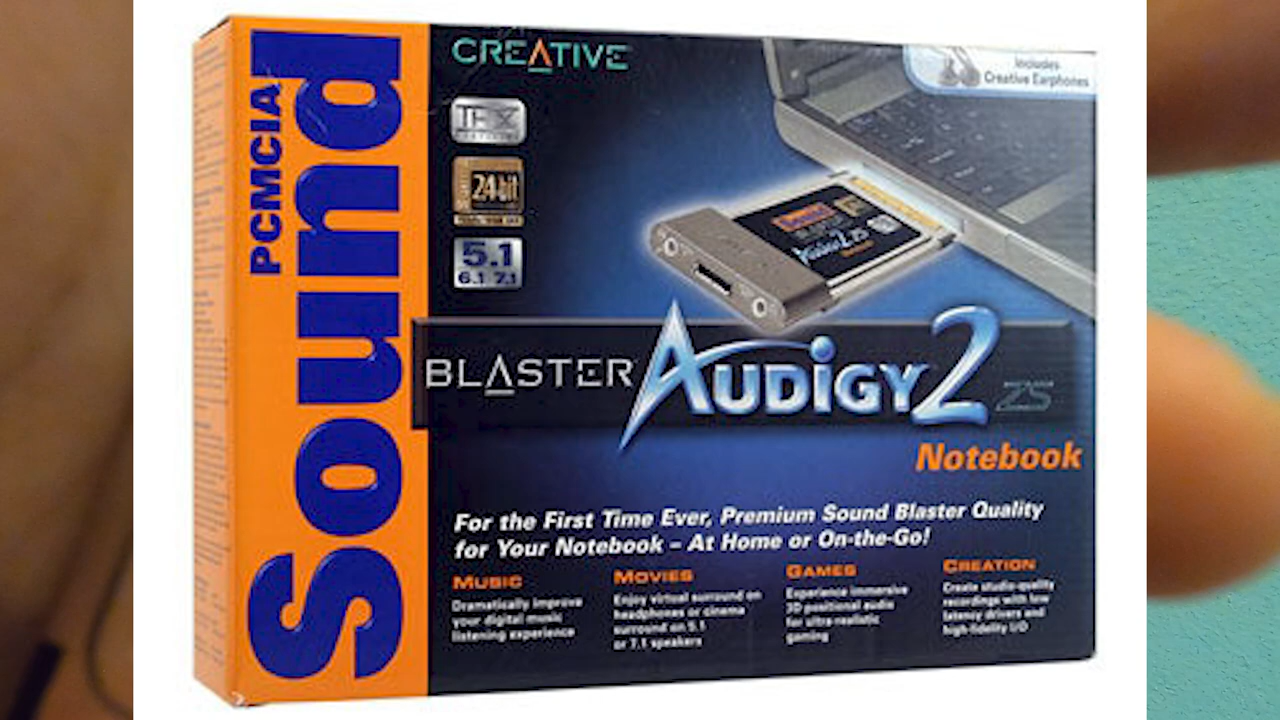 PCMCIA
Sound
CREATIVE
Includes
Creative Earphones
THX
24-bit
5.1
6.1 7.1
BLASTER AUDIGY 2 ZS
Notebook
For the First Time Ever, Premium Sound Blaster Quality
for Your Notebook – At Home or On-the-Go!
MUSIC
Dramatically improve
your digital music
listening experience
MOVIES
Enjoy virtual surround on
headphones or cinema
surround on 5.1
or 7.1 speakers
GAMES
Experience immersive
3D positional audio
for ultra-realistic
gaming
CREATION
Create studio-quality
recordings with low
latency drivers and
high-fidelity I/O